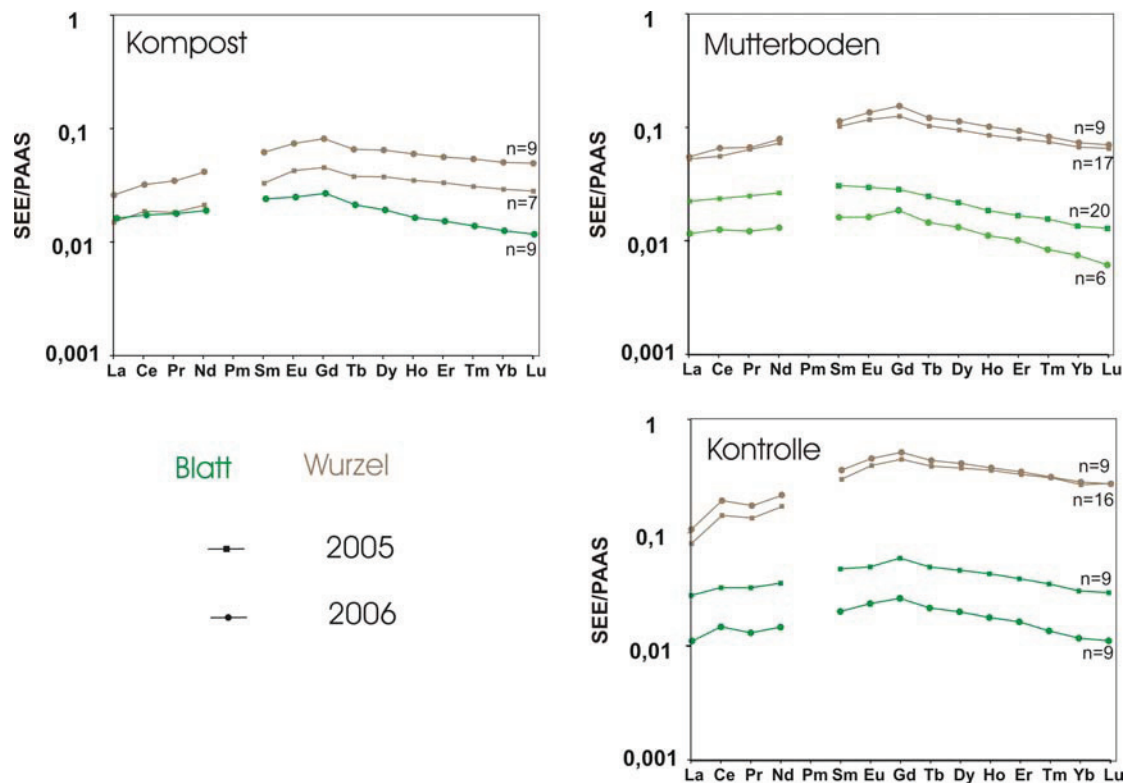 Kompost
SEE/PAAS
1
0,1
0,01
0,001
n=9
n=7
n=9
La Ce Pr Nd Pm Sm Eu Gd Tb Dy Ho Er Tm Yb Lu
Mutterboden
SEE/PAAS
1
0,1
0,01
0,001
n=9
n=17
n=20
n=6
La Ce Pr Nd Pm Sm Eu Gd Tb Dy Ho Er Tm Yb Lu
Blatt Wurzel
2005
2006
Kontrolle
SEE/PAAS
1
0,1
0,01
0,001
n=9
n=16
n=9
n=9
La Ce Pr Nd Pm Sm Eu Gd Tb Dy Ho Er Tm Yb Lu